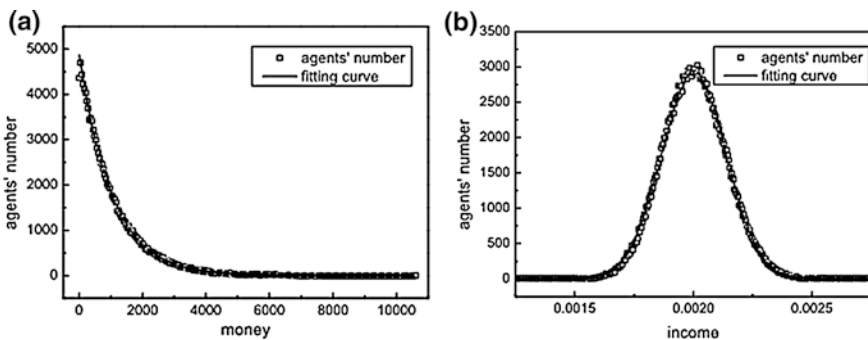 (a)
agents' number
fitting curve
5000
4000
3000
2000
1000
0
agents' number
0
2000
4000
6000
8000
10000
money
(b)
agents' number
fitting curve
3500
3000
2500
2000
1500
1000
500
0
agents' number
0.0015
0.0020
0.0025
income